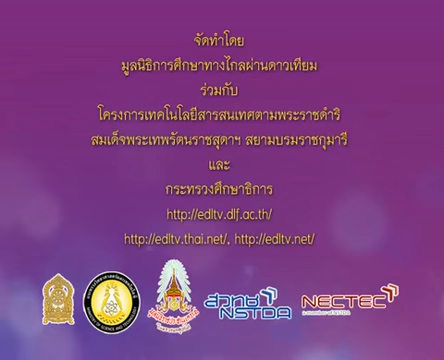 จัดทำโดย
มูลนิธิการศึกษาทางไกลผ่านดาวเทียม
ร่วมกับ
โครงการเทคโนโลยีสารสนเทศตามพระราชดำริ
สมเด็จพระเทพรัตนราชสุดาฯ สยามบรมราชกุมารี
และ
กระทรวงศึกษาธิการ
http://edltv.dlf.ac.th/
http://edltv.thai.net/, http://edltv.net/
สวทช NECTEC
NSTDA a member of NSTDA